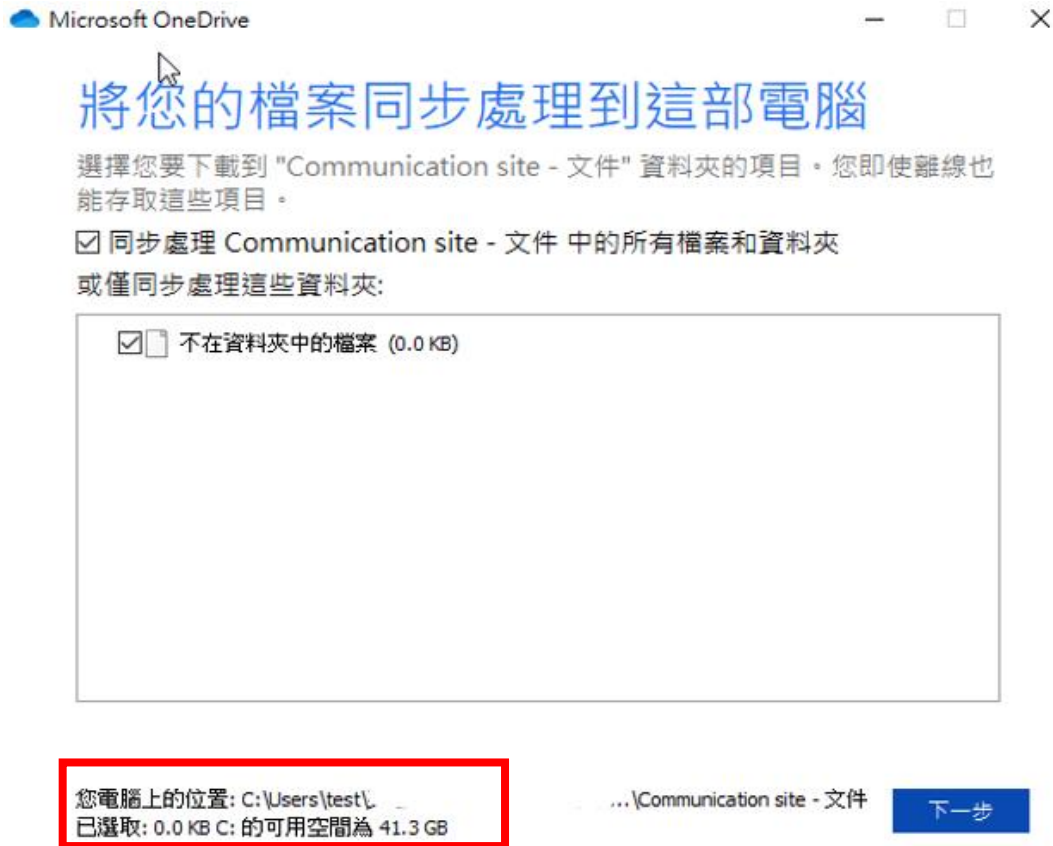 Microsoft OneDrive
將您的檔案同步處理到這部電腦
選擇您要下載到 "Communication site - 文件" 資料夾的項目。您即使離線也
能存取這些項目。
同步處理 Communication site - 文件 中的所有檔案和資料夾
或僅同步處理這些資料夾:
不在資料夾中的檔案 (0.0 KB)
您電腦上的位置: C:\Users\test\ ...\Communication site - 文件
已選取: 0.0 KB C: 的可用空間為 41.3 GB
下一步